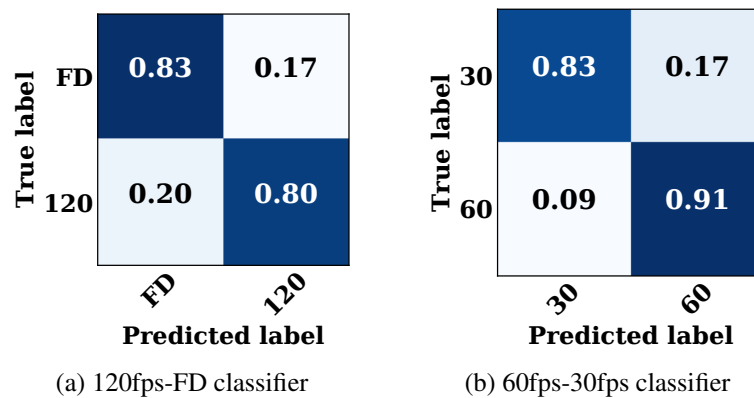 True label
FD
0.83
0.17
120
0.20
0.80
FD
120
Predicted label
(a) 120fps-FD classifier
True label
30
0.83
0.17
60
0.09
0.91
30
60
Predicted label
(b) 60fps-30fps classifier